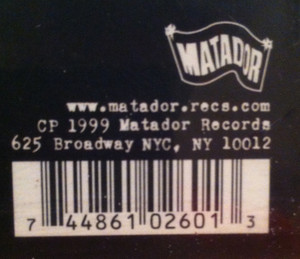 MATADOR
www.matador.recs.com
CP 1999 Matador Records
625 Broadway NYC, NY 10012
7 44861 02601 3